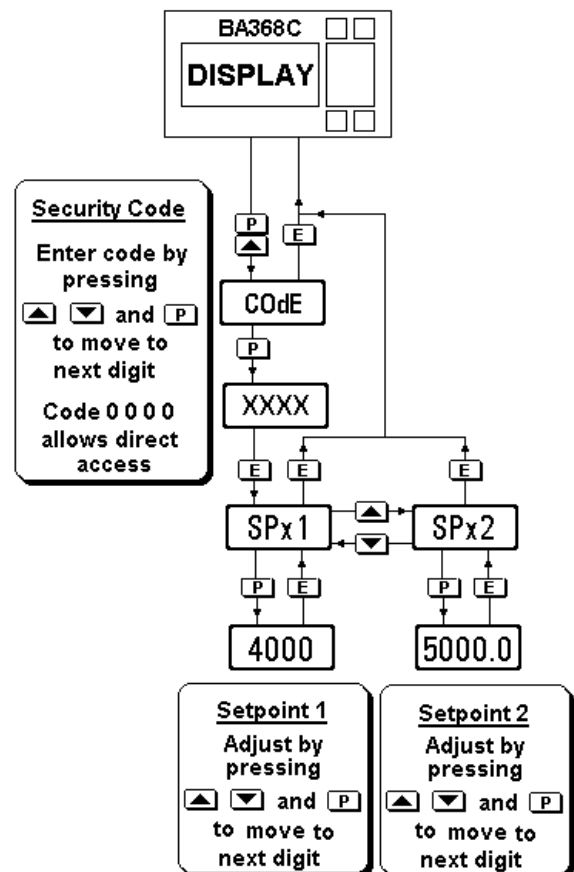 BA368C
DISPLAY
Security Code
Enter code by
pressing
▲ ▼ and P
to move to
next digit
Code 0 0 0 0
allows direct
access
P
▲
E
COdE
P
XXXX
E
E
E
SPx1
▲
▼
SPx2
P
E
P
E
4000
5000.0
Setpoint 1
Adjust by
pressing
▲ ▼ and P
to move to
next digit
Setpoint 2
Adjust by
pressing
▲ ▼ and P
to move to
next digit